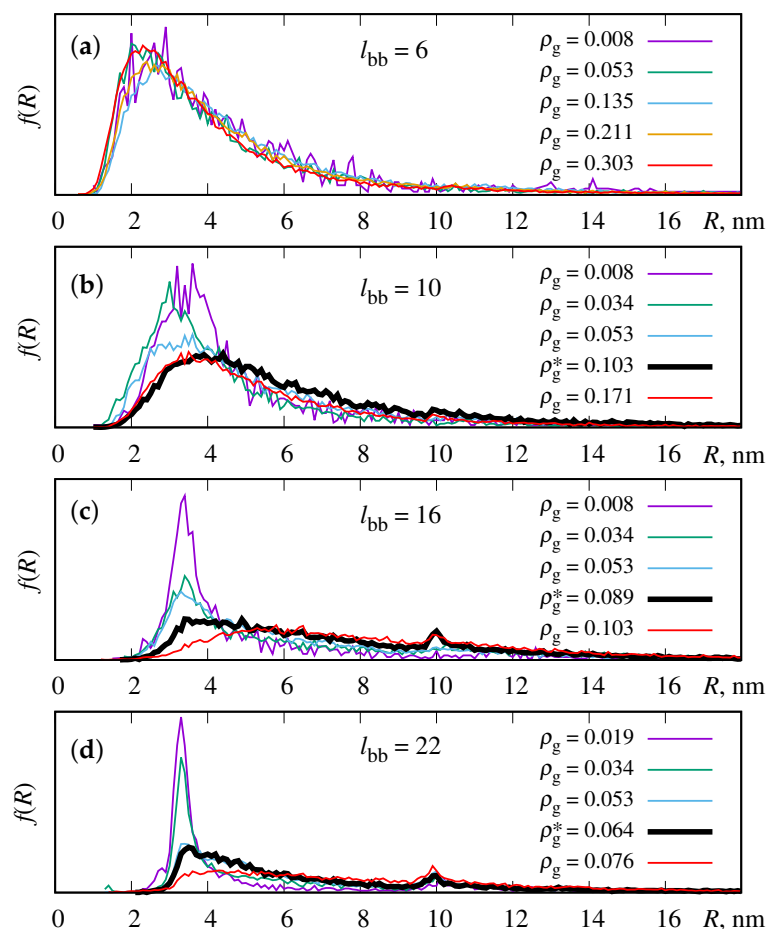 (a)
l_bb = 6
ρ_g = 0.008
ρ_g = 0.053
ρ_g = 0.135
ρ_g = 0.211
ρ_g = 0.303
f(R)
0 2 4 6 8 10 12 14 16 R, nm
(b)
l_bb = 10
ρ_g = 0.008
ρ_g = 0.034
ρ_g = 0.053
ρ_g* = 0.103
ρ_g = 0.171
f(R)
0 2 4 6 8 10 12 14 16 R, nm
(c)
l_bb = 16
ρ_g = 0.008
ρ_g = 0.034
ρ_g = 0.053
ρ_g* = 0.089
ρ_g = 0.103
f(R)
0 2 4 6 8 10 12 14 16 R, nm
(d)
l_bb = 22
ρ_g = 0.019
ρ_g = 0.034
ρ_g = 0.053
ρ_g* = 0.064
ρ_g = 0.076
f(R)
0 2 4 6 8 10 12 14 16 R, nm